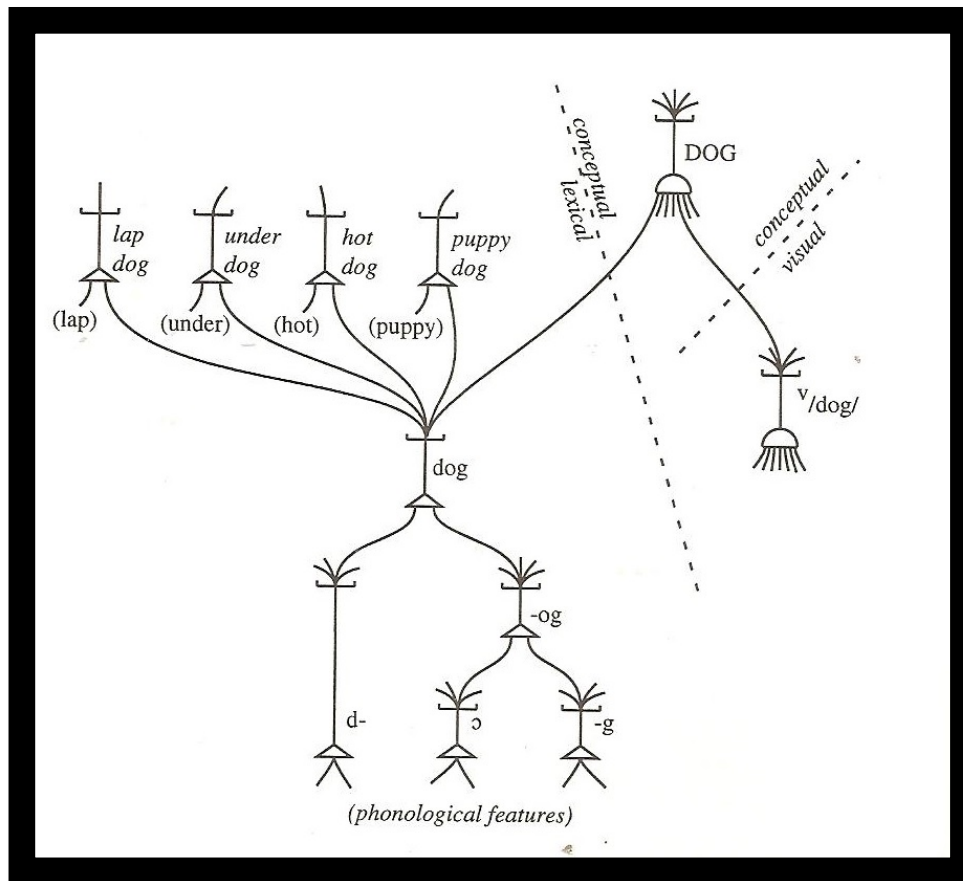 conceptual
lexical
DOG
conceptual
visual
lap
dog
under
dog
hot
dog
puppy
dog
(lap)
(under)
(hot)
(puppy)
V/dog/
dog
-og
d-
ɔ
-g
(phonological features)